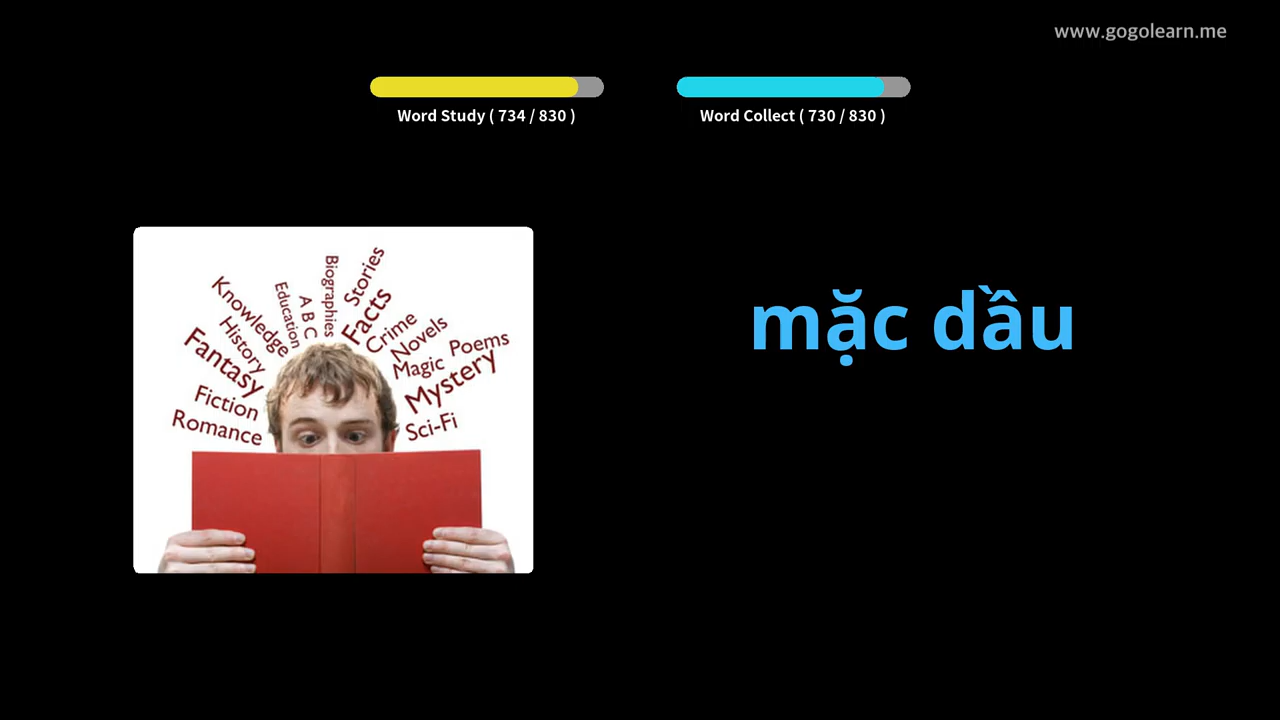 www.gogolearn.me
Word Study ( 734 / 830 )
Word Collect ( 730 / 830 )
Romance
Fiction
Fantasy
History
Knowledge
Education
A B C
Biographies
Stories
Facts
Crime
Novels
Magic
Poems
Mystery
Sci-Fi
mặc dầu